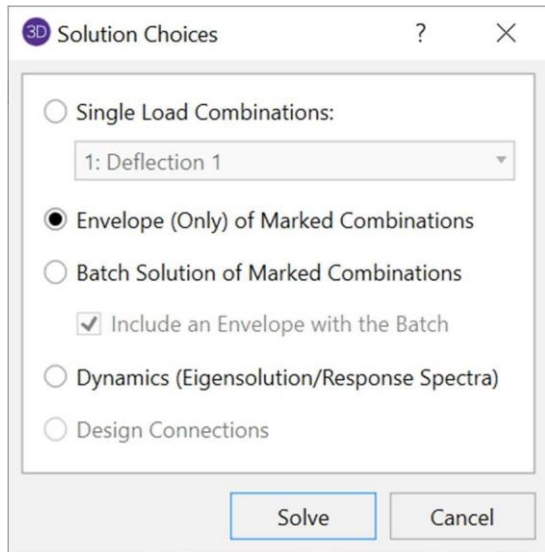 3D Solution Choices ?
Single Load Combinations:
1: Deflection 1
Envelope (Only) of Marked Combinations
Batch Solution of Marked Combinations
Include an Envelope with the Batch
Dynamics (Eigensolution/Response Spectra)
Design Connections
Solve Cancel